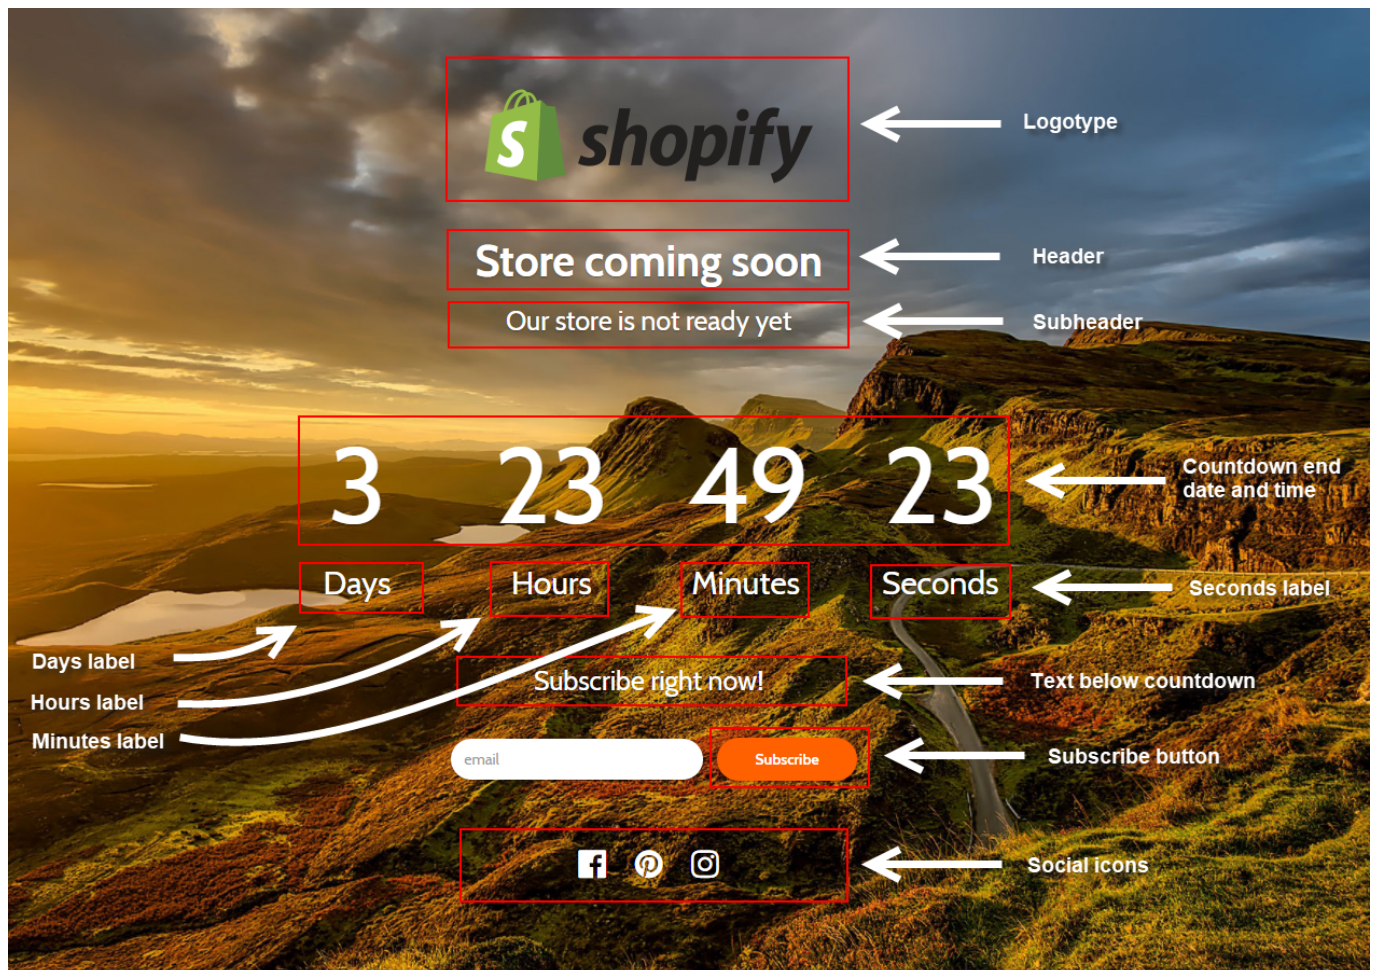 S shopify
Logotype
Store coming soon
Header
Our store is not ready yet
Subheader
3 23 49 23
Countdown end
date and time
Days Hours Minutes Seconds
Seconds label
Days label
Hours label
Minutes label
Subscribe right now!
Text below countdown
email
Subscribe
Subscribe button
Social icons